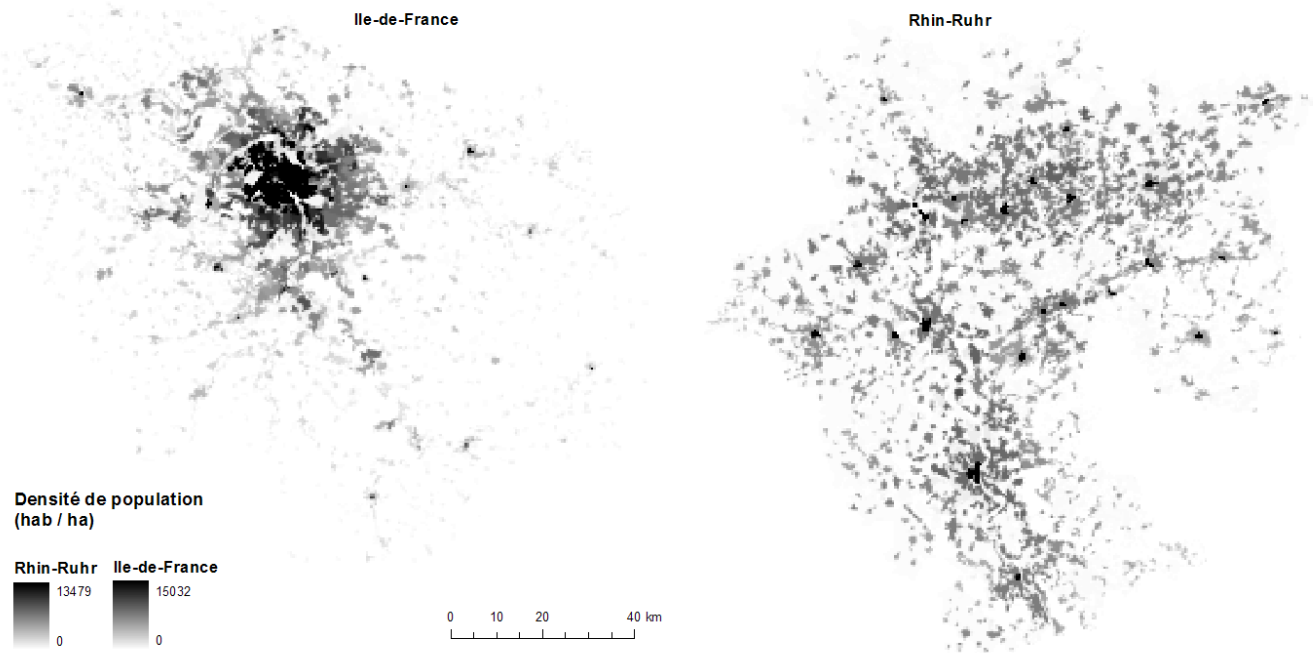 Ile-de-France
Rhin-Ruhr
Densité de population
(hab / ha)
Rhin-Ruhr
Ile-de-France
13479
15032
0
0
0 10 20 40 km